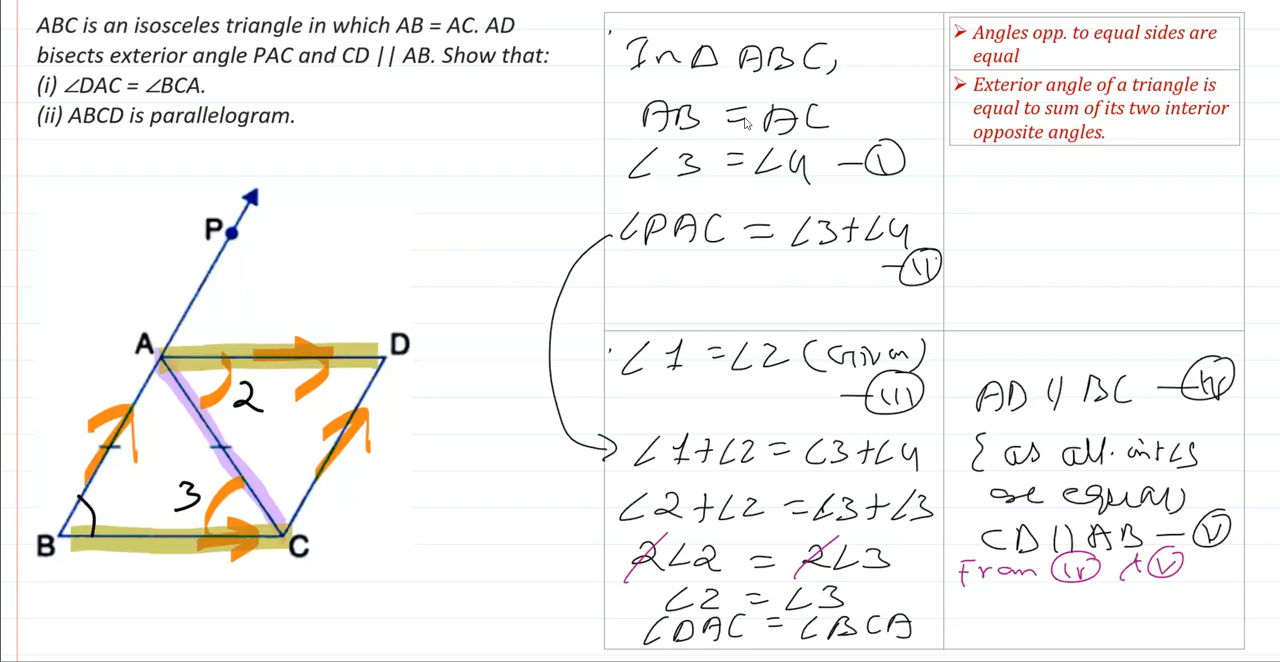 ABC is an isosceles triangle in which AB = AC. AD
bisects exterior angle PAC and CD || AB. Show that:
(i) ∠DAC = ∠BCA.
(ii) ABCD is parallelogram.
P
A
D
2
3
B
C
In Δ ABC,
AB = AC
∠3 = ∠4 - (i)
∠PAC = ∠3+∠4
- (ii)
∠1 = ∠2 (Given)
- (iii)
∠1+∠2 = ∠3+∠4
∠2+∠2 = ∠3+∠3
2∠2 = 2∠3
∠2 = ∠3
∠DAC = ∠BCA
➤ Angles opp. to equal sides are
equal
➤ Exterior angle of a triangle is
equal to sum of its two interior
opposite angles.
AD || BC - (iv)
{ as alt. int ∠s
are equal}
CD || AB - (v)
From (iv) & (v)